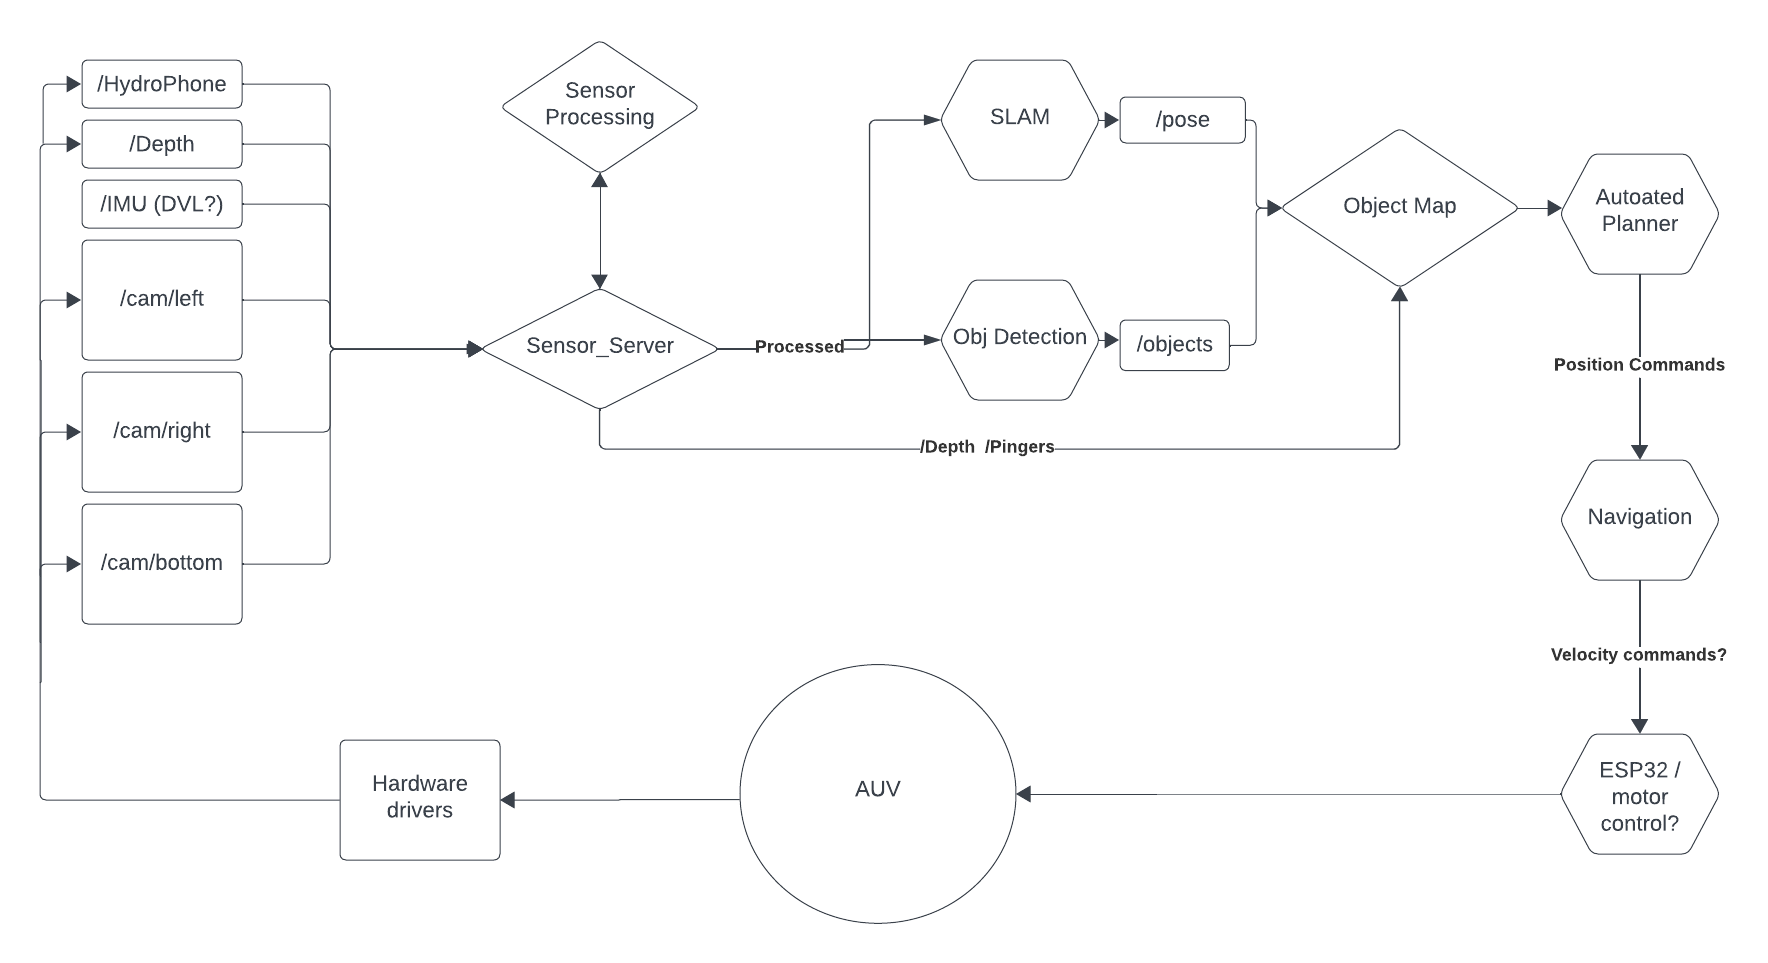 /HydroPhone
/Depth
/IMU (DVL?)
/cam/left
/cam/right
/cam/bottom
Sensor
Processing
Sensor_Server
Processed
/Depth  /Pingers
SLAM
/pose
Obj Detection
/objects
Object Map
Autoated
Planner
Position Commands
Navigation
Velocity commands?
ESP32 /
motor
control?
AUV
Hardware
drivers